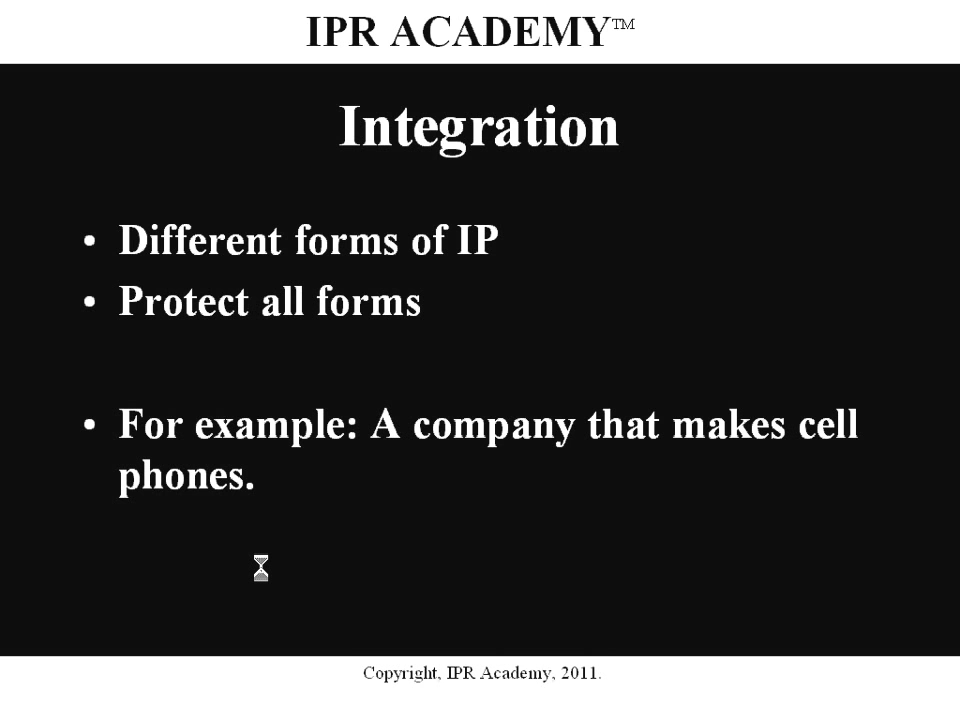 IPR ACADEMY™
Integration
• Different forms of IP
• Protect all forms
• For example: A company that makes cell
phones.
Copyright, IPR Academy, 2011.